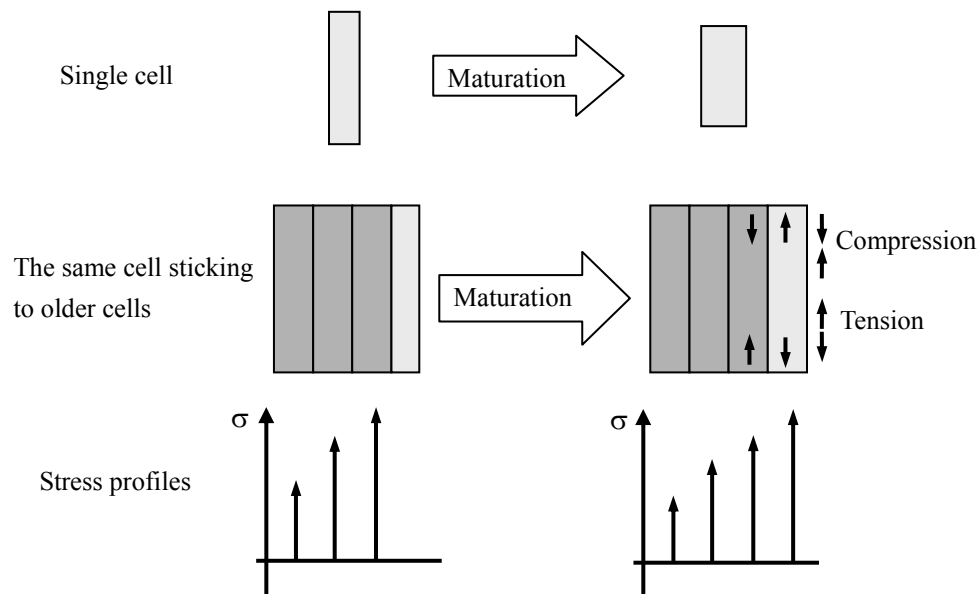 Single cell
Maturation
The same cell sticking
to older cells
Maturation
Compression
Tension
Stress profiles
σ
σ